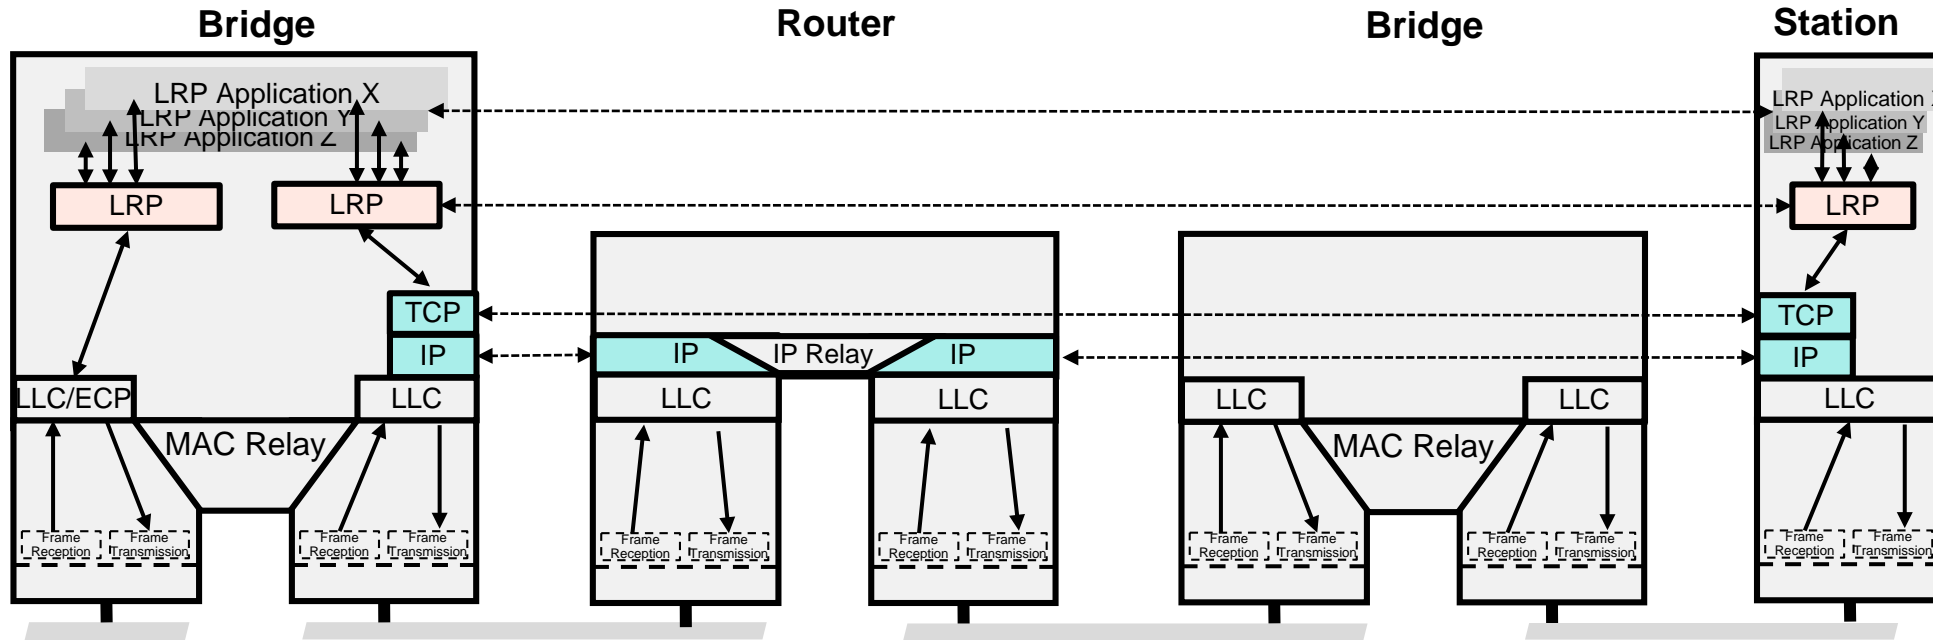 Bridge
Router
Bridge
Station
LRP Application X
LRP Application Y
LRP Application Z
LRP Application
LRP Application Y
LRP Application Z
LRP
LRP
LRP
TCP
TCP
IP
IP
IP Relay
IP
IP
LLC/ECP
LLC
LLC
LLC
LLC
LLC
LLC
MAC Relay
MAC Relay
Frame
Reception
Frame
Transmission
Frame
Reception
Frame
Transmission
Frame
Reception
Frame
Transmission
Frame
Reception
Frame
Transmission
Frame
Reception
Frame
Transmission
Frame
Reception
Frame
Transmission
Frame
Reception
Frame
Transmission